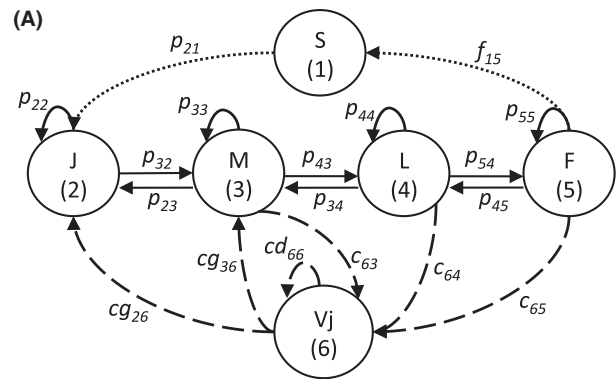 (A)
S
(1)
p21
f15
p22
p33
p44
p55
J
(2)
p32
p23
M
(3)
p43
p34
L
(4)
p54
p45
F
(5)
cg26
cg36
cd66
c63
c64
c65
Vj
(6)